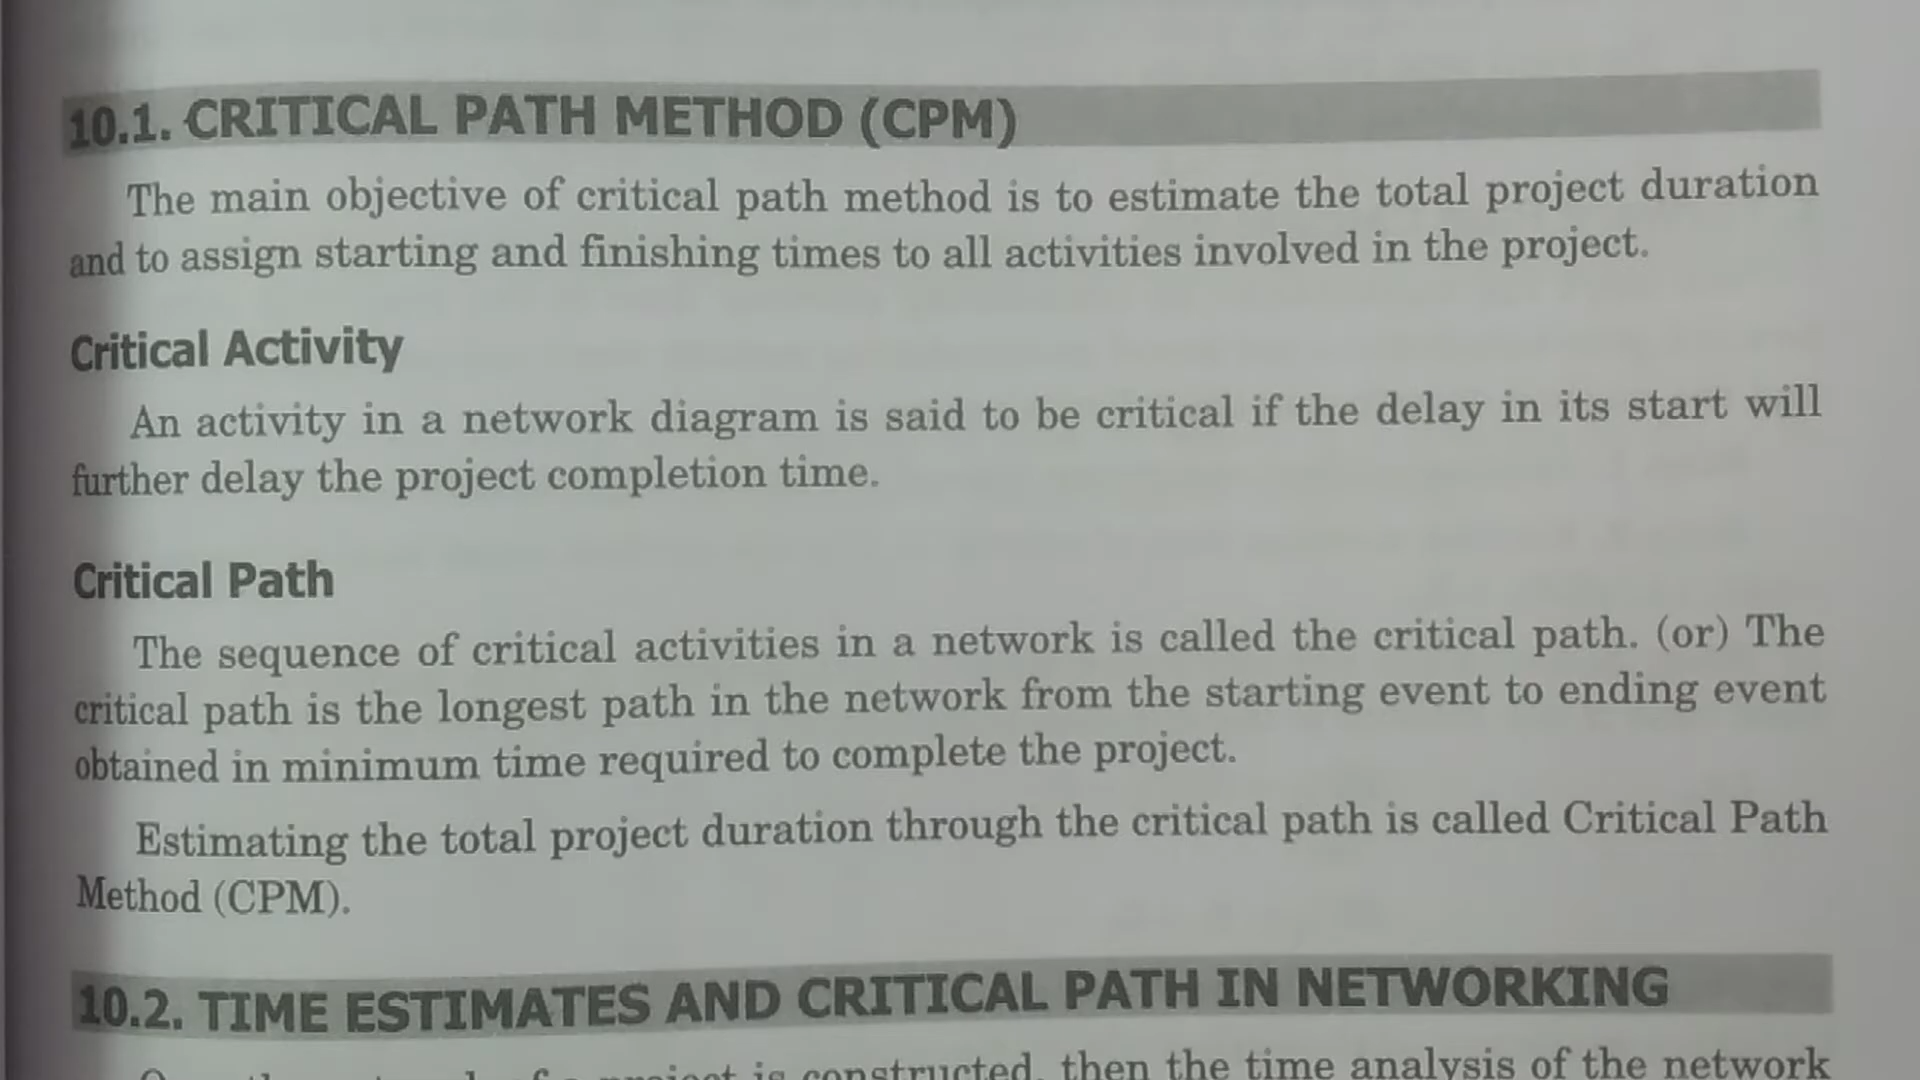 10.1. CRITICAL PATH METHOD (CPM)
The main objective of critical path method is to estimate the total project duration
and to assign starting and finishing times to all activities involved in the project.
Critical Activity
An activity in a network diagram is said to be critical if the delay in its start will
further delay the project completion time.
Critical Path
The sequence of critical activities in a network is called the critical path. (or) The
critical path is the longest path in the network from the starting event to ending event
obtained in minimum time required to complete the project.
Estimating the total project duration through the critical path is called Critical Path
Method (CPM).
10.2. TIME ESTIMATES AND CRITICAL PATH IN NETWORKING
project is constructed, then the time analysis of the network